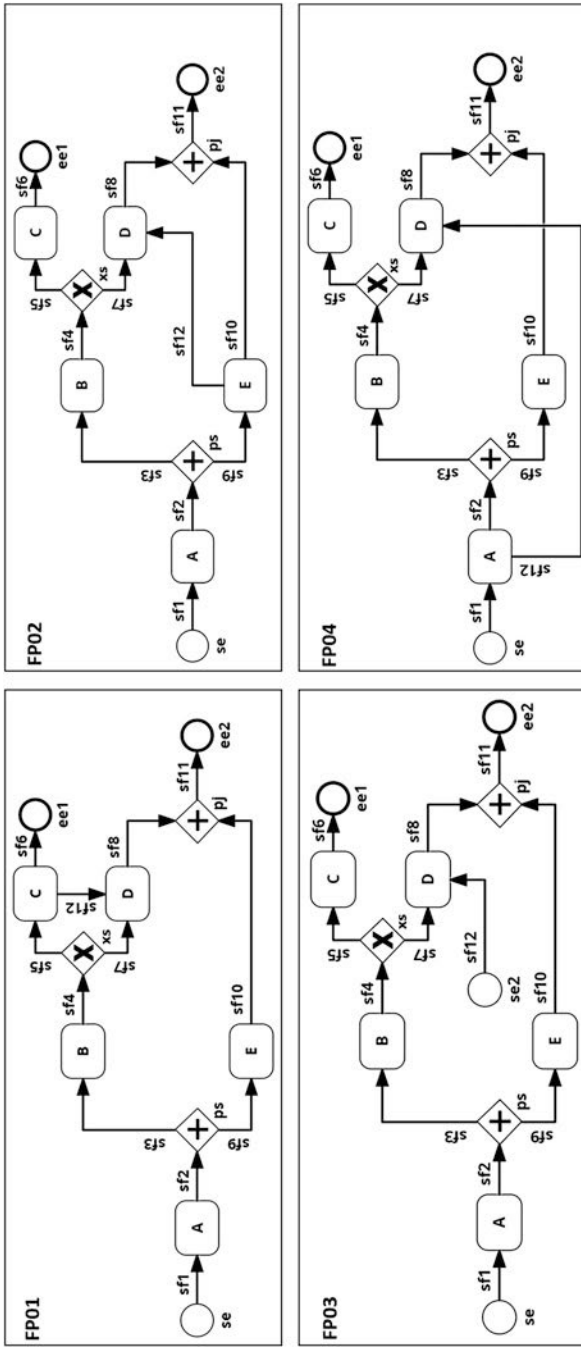 FP01
se
sf1
A
sf2
ps
sf3
sf9
B
E
sf4
xs
sf5
sf7
C
D
sf12
sf6
ee1
sf8
sf10
pj
sf11
ee2
FP02
se
sf1
A
sf2
ps
sf3
sf9
B
E
sf4
xs
sf5
sf7
C
D
sf12
sf6
ee1
sf8
sf10
pj
sf11
ee2
FP03
se
sf1
A
sf2
ps
sf3
sf9
B
E
sf4
xs
sf5
sf7
se2
sf12
C
D
sf6
ee1
sf8
sf10
pj
sf11
ee2
FP04
se
sf1
A
sf12
sf2
ps
sf3
sf9
B
E
sf4
xs
sf5
sf7
C
D
sf6
ee1
sf8
sf10
pj
sf11
ee2